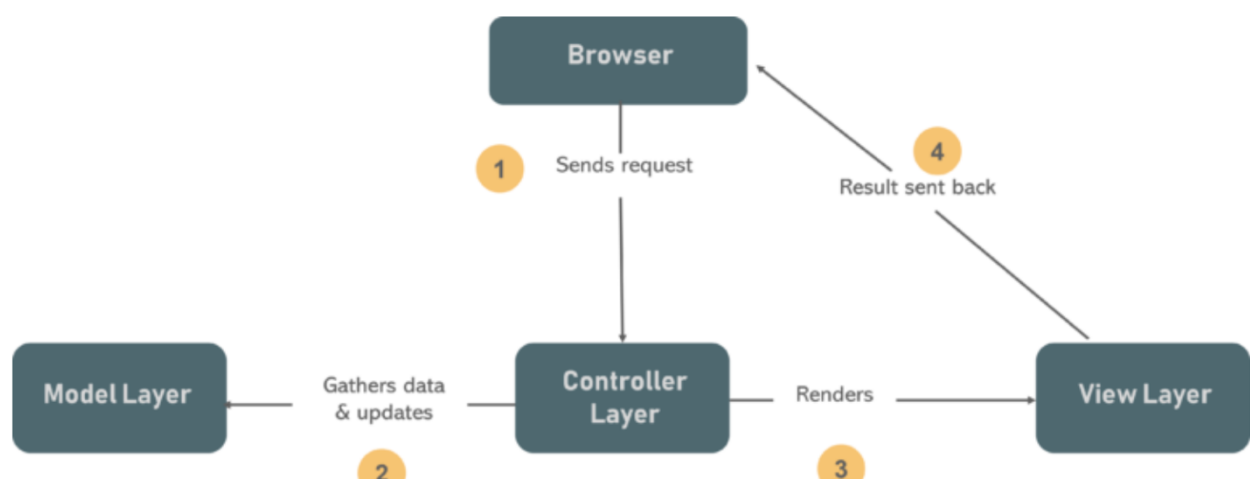 Browser
1
Sends request
4
Result sent back
Model Layer
Gathers data
& updates
2
Controller
Layer
Renders
3
View Layer